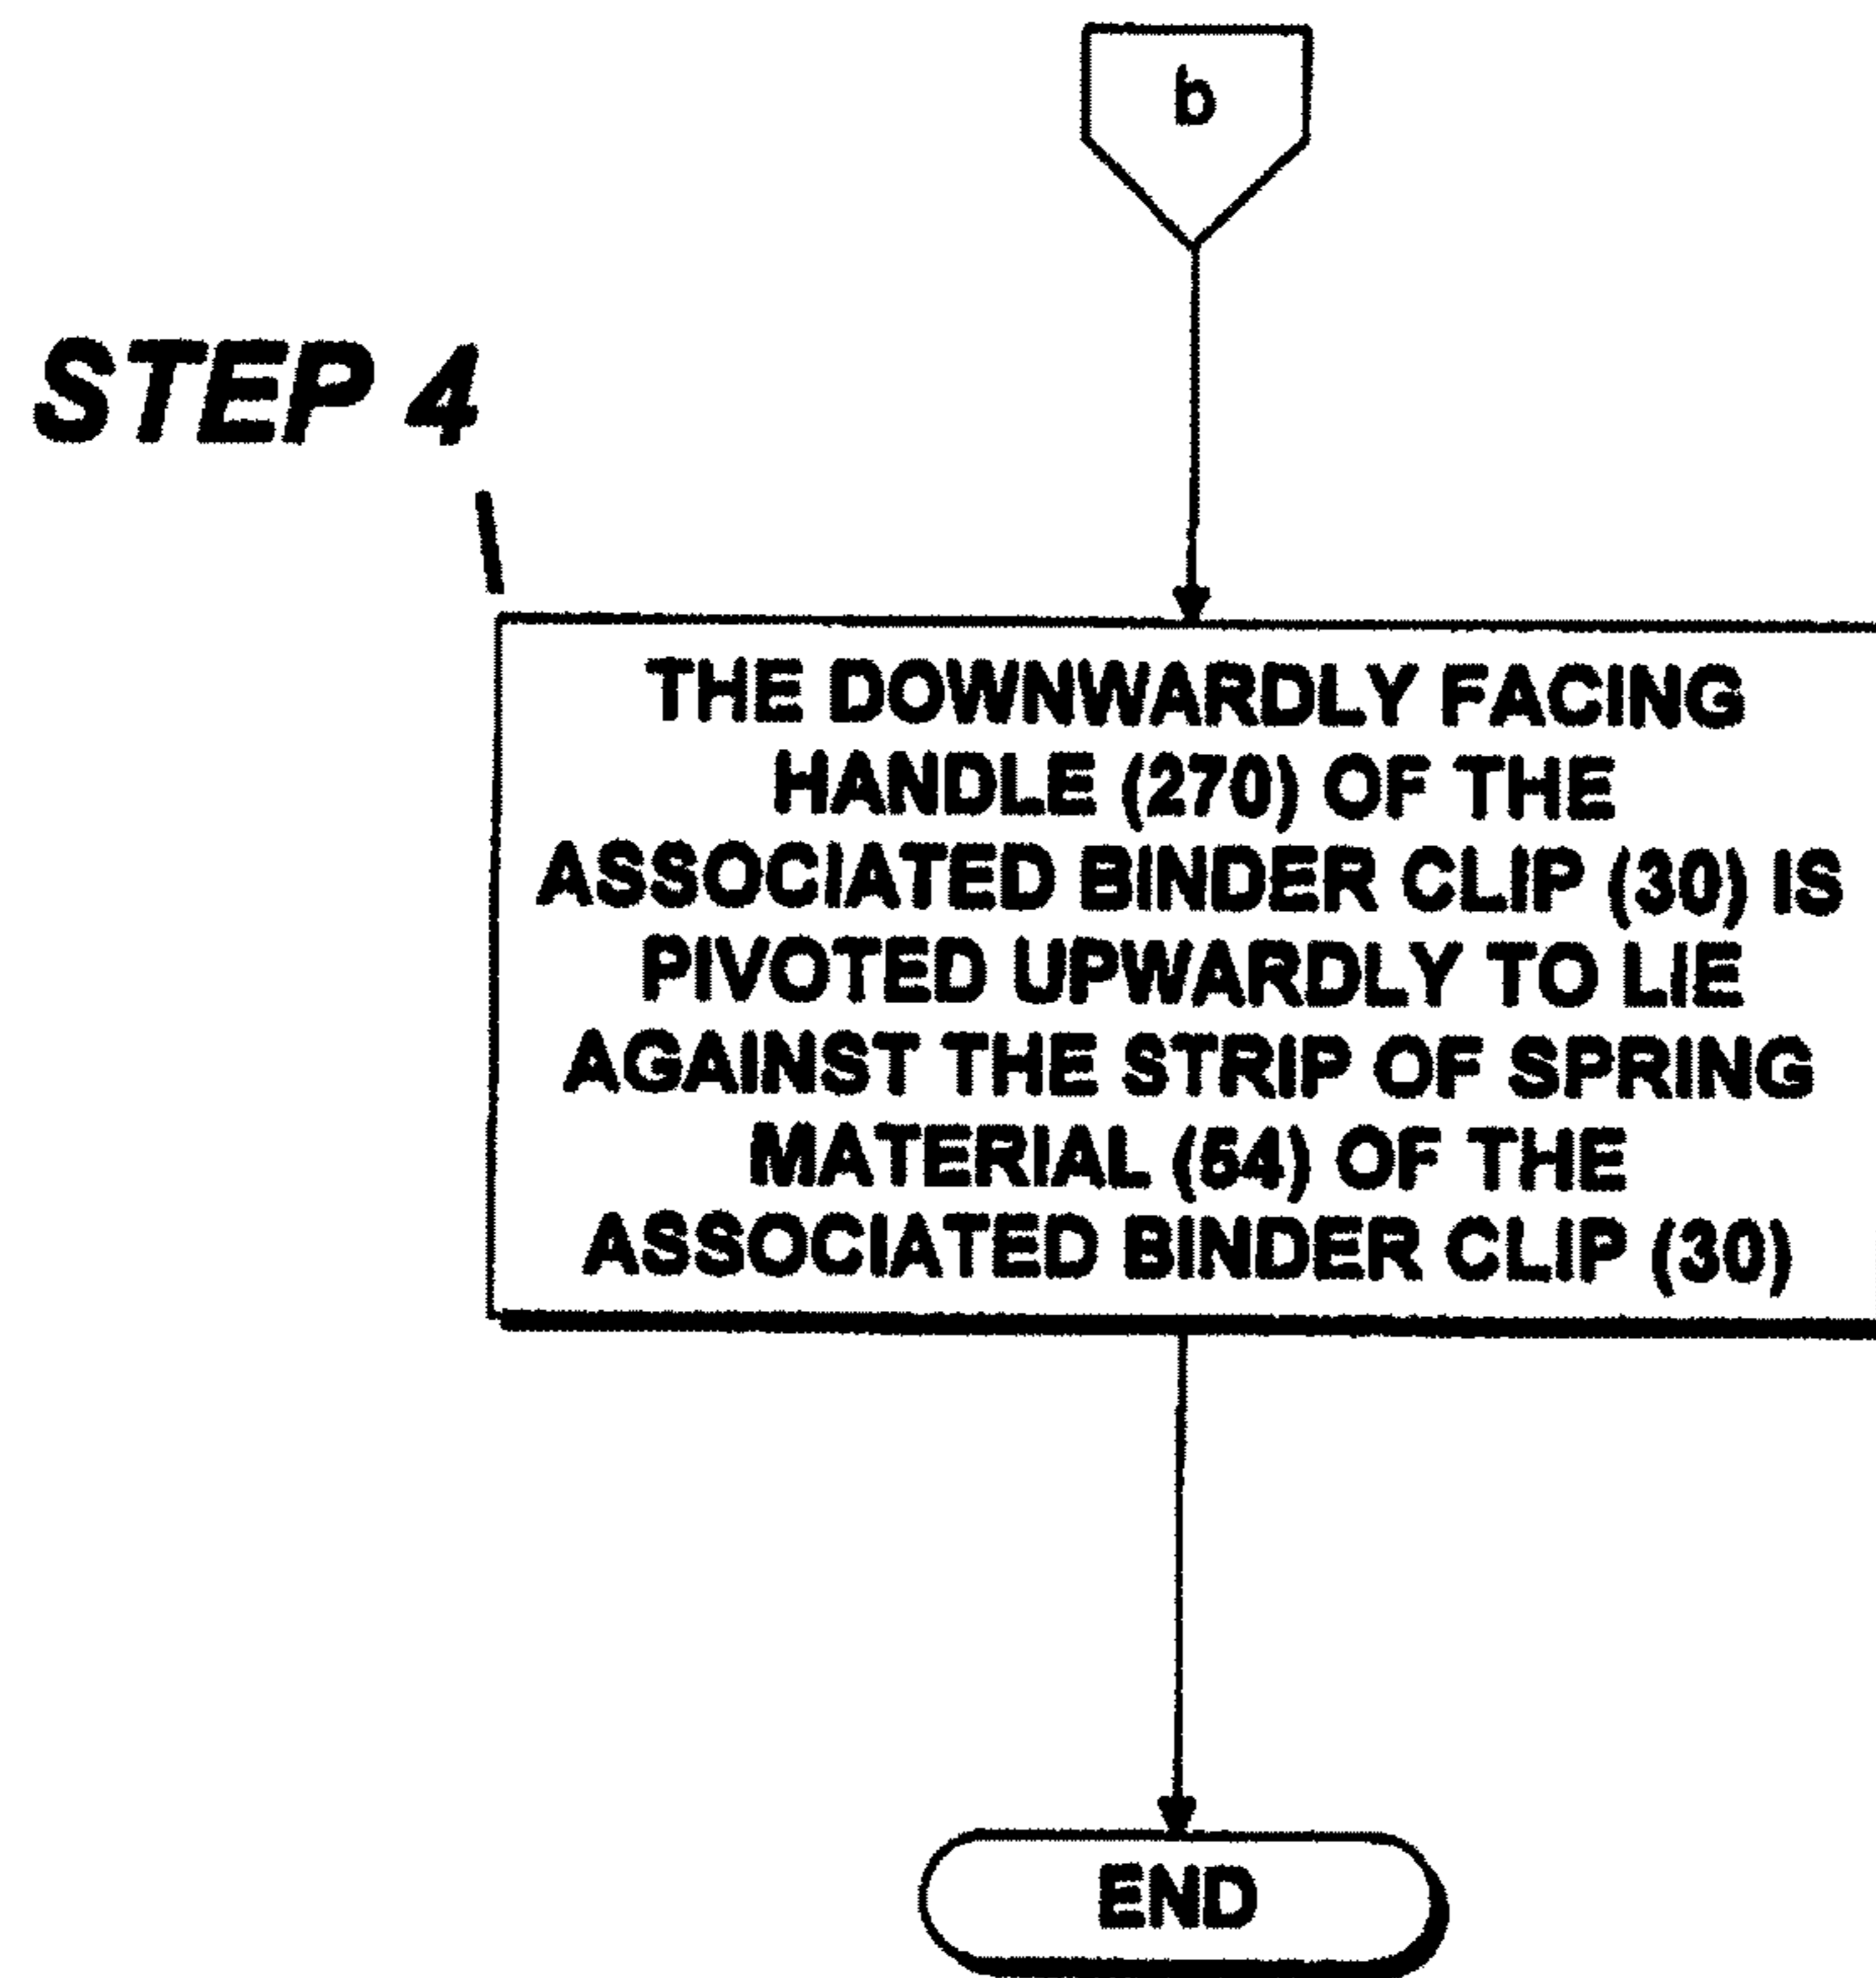 b
STEP 4
THE DOWNWARDLY FACING
HANDLE (270) OF THE
ASSOCIATED BINDER CLIP (30) IS
PIVOTED UPWARDLY TO LIE
AGAINST THE STRIP OF SPRING
MATERIAL (54) OF THE
ASSOCIATED BINDER CLIP (30)
END